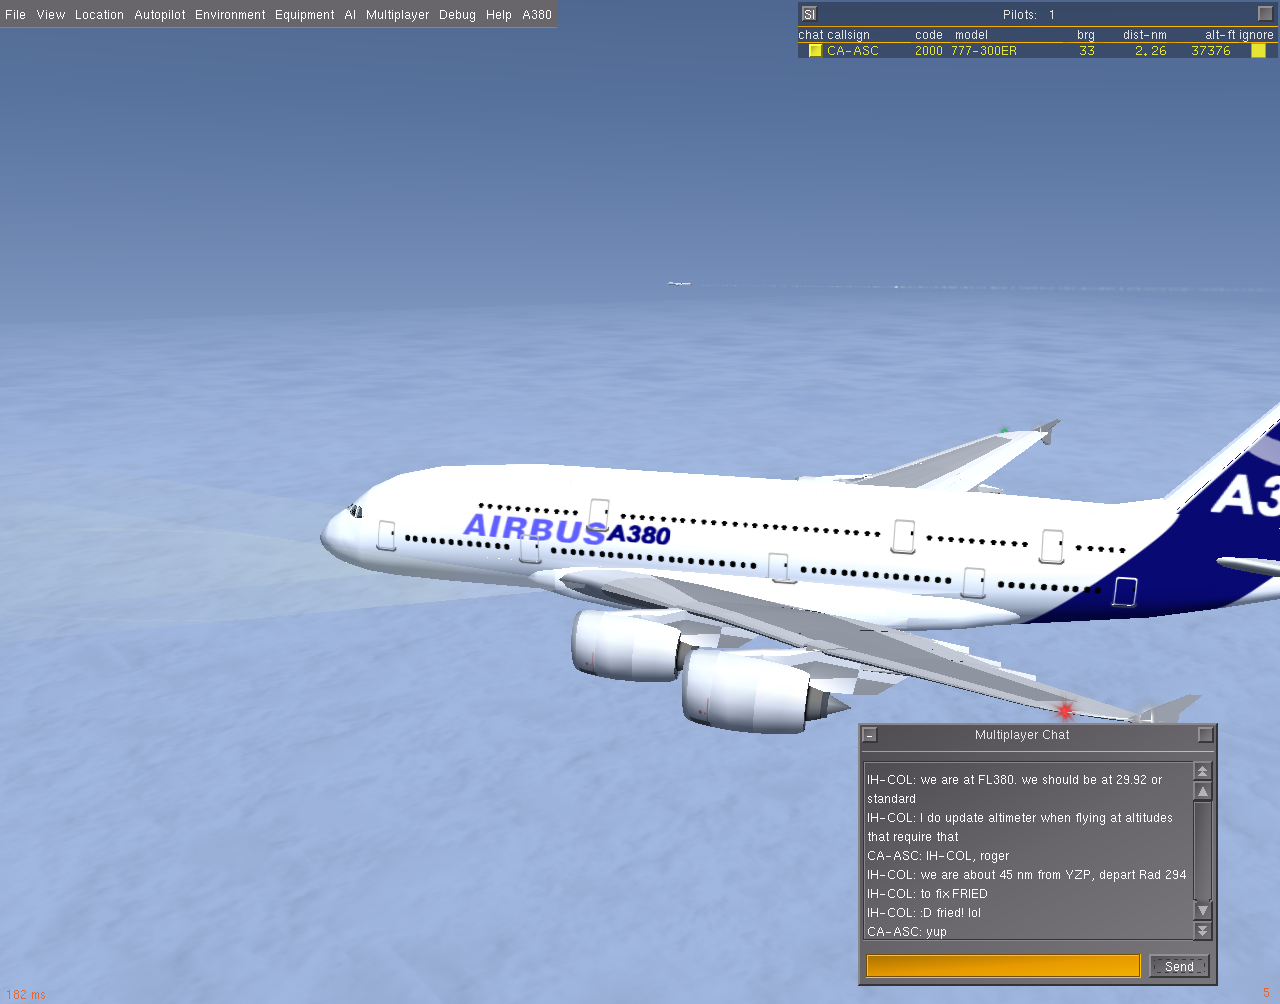 File View Location Autopilot Environment Equipment AI Multiplayer Debug Help A380
SI Pilots: 1
chat callsign code model brg dist-nm alt-ft ignore
CA-ASC 2000 777-300ER 33 2.26 37376
AIRBUS A380
A3
Multiplayer Chat
IH-COL: we are at FL380. we should be at 29.92 or
standard
IH-COL: I do update altimeter when flying at altitudes
that require that
CA-ASC: IH-COL, roger
IH-COL: we are about 45 nm from YZP, depart Rad 294
IH-COL: to fix FRIED
IH-COL: :D fried! lol
CA-ASC: yup
Send
182 ms
5